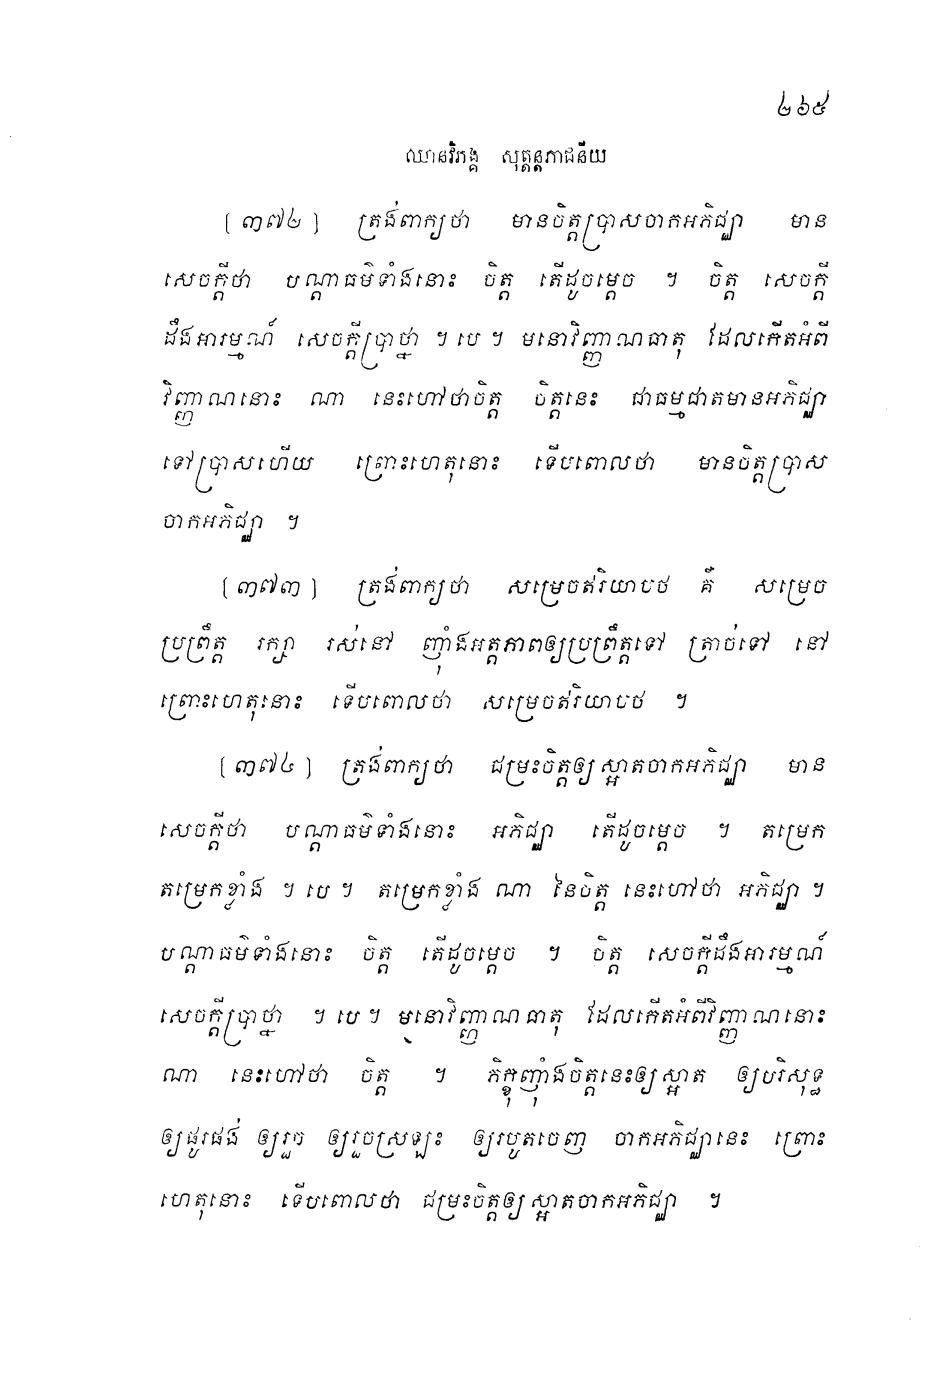 ២៦៥
ឈានវិភង្គ សុត្តន្តភាជនីយ
[៣៧២] ត្រង់ពាក្យថា មានចិត្តប្រាសចាកអភិជ្ឈា មាន
សេចក្តីថា បណ្តាធម៌ទាំងនោះ ចិត្ត តើដូចម្តេច ។ ចិត្ត សេចក្តី
ដឹងអារម្មណ៍ សេចក្តីប្រាថ្នា ។ បេ ។ មនោវិញ្ញាណធាតុ ដែលកើតអំពី
វិញ្ញាណនោះ ណា នេះហៅថាចិត្ត ចិត្តនេះ ជាធម្មជាតមានអភិជ្ឈា
ទៅប្រាសហើយ ព្រោះហេតុនោះ ទើបពោលថា មានចិត្តប្រាស
ចាកអភិជ្ឈា ។
[៣៧៣] ត្រង់ពាក្យថា សម្រេចឥរិយាបថ គឺ សម្រេច
ប្រព្រឹត្ត រក្សា រស់នៅ ញ៉ាំងអត្តភាពឲ្យប្រព្រឹត្តទៅ ត្រាច់ទៅ នៅ
ព្រោះហេតុនោះ ទើបពោលថា សម្រេចឥរិយាបថ ។
[៣៧៤] ត្រង់ពាក្យថា ជម្រះចិត្តឲ្យស្អាតចាកអភិជ្ឈា មាន
សេចក្តីថា បណ្តាធម៌ទាំងនោះ អភិជ្ឈា តើដូចម្តេច ។ តម្រេក
តម្រេកខ្លាំង ។ បេ ។ តម្រេកខ្លាំង ណា នៃចិត្ត នេះហៅថា អភិជ្ឈា ។
បណ្តាធម៌ទាំងនោះ ចិត្ត តើដូចម្តេច ។ ចិត្ត សេចក្តីដឹងអារម្មណ៍
សេចក្តីប្រាថ្នា ។ បេ ។ មនោវិញ្ញាណធាតុ ដែលកើតអំពីវិញ្ញាណនោះ
ណា នេះហៅថា ចិត្ត ។ ភិក្ខុញ៉ាំងចិត្តនេះឲ្យស្អាត ឲ្យបរិសុទ្ធ
ឲ្យផូរផង់ ឲ្យរួច ឲ្យរួចស្រឡះ ឲ្យរបូតចេញ ចាកអភិជ្ឈានេះ ព្រោះ
ហេតុនោះ ទើបពោលថា ជម្រះចិត្តឲ្យស្អាតចាកអភិជ្ឈា ។